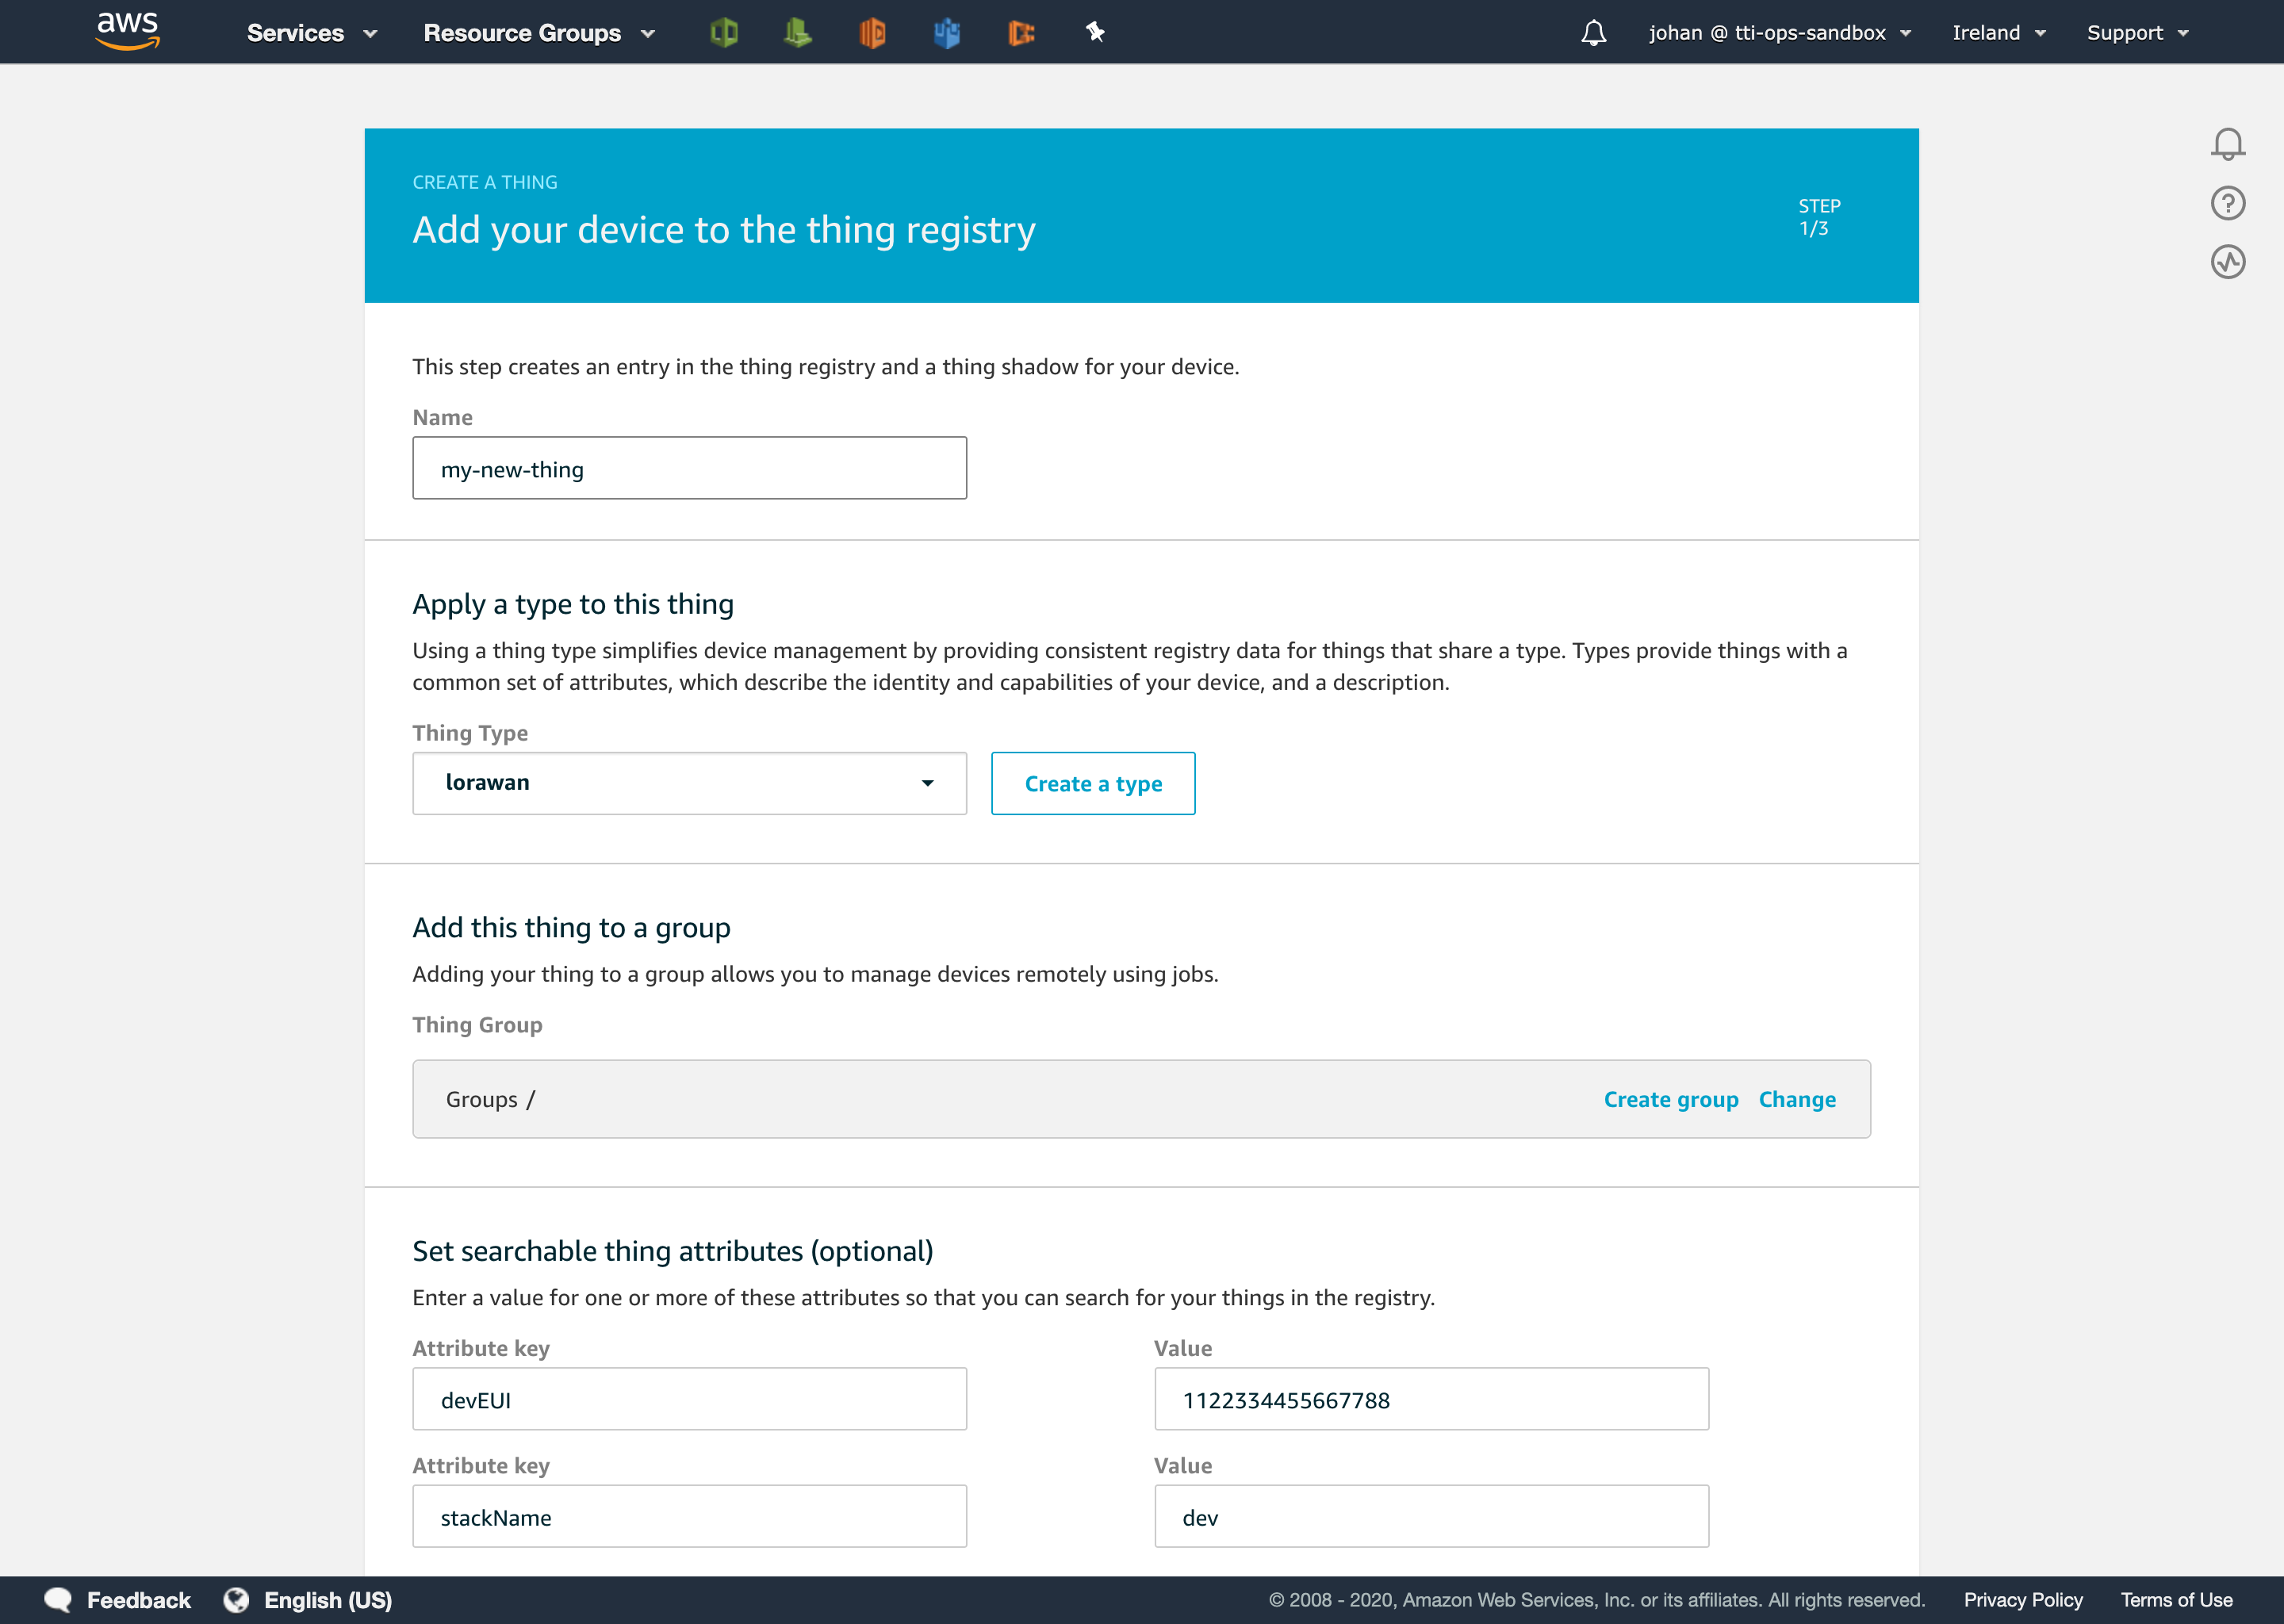 aws Services Resource Groups johan @ tti-ops-sandbox Ireland Support
CREATE A THING
Add your device to the thing registry
STEP
1/3
This step creates an entry in the thing registry and a thing shadow for your device.
Name
my-new-thing
Apply a type to this thing
Using a thing type simplifies device management by providing consistent registry data for things that share a type. Types provide things with a
common set of attributes, which describe the identity and capabilities of your device, and a description.
Thing Type
lorawan Create a type
Add this thing to a group
Adding your thing to a group allows you to manage devices remotely using jobs.
Thing Group
Groups / Create group Change
Set searchable thing attributes (optional)
Enter a value for one or more of these attributes so that you can search for your things in the registry.
Attribute key Value
devEUI 1122334455667788
Attribute key Value
stackName dev
Feedback English (US) © 2008 - 2020, Amazon Web Services, Inc. or its affiliates. All rights reserved. Privacy Policy Terms of Use